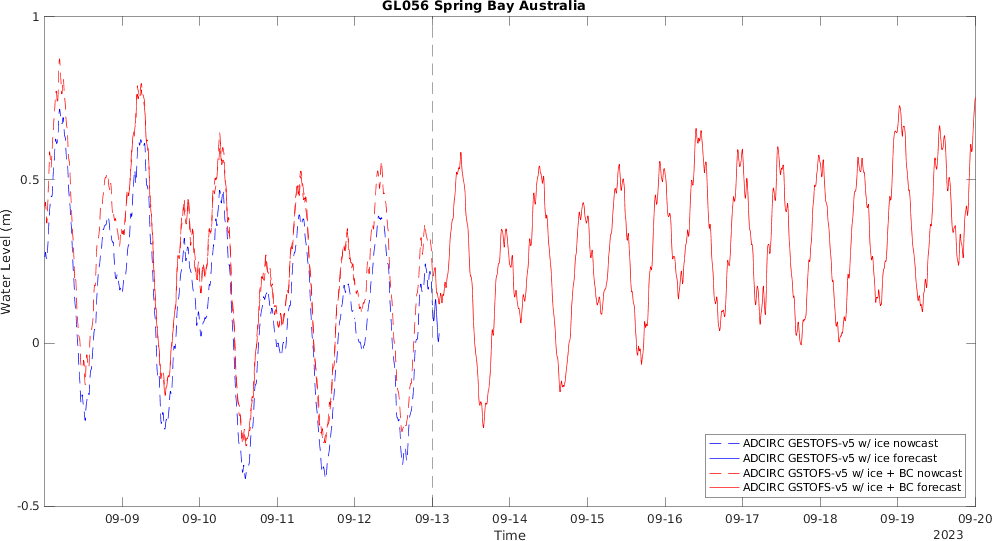 GL056 Spring Bay Australia
1
0.5
0
-0.5
Water Level (m)
ADCIRC GESTOFS-v5 w/ ice nowcast
ADCIRC GESTOFS-v5 w/ ice forecast
ADCIRC GSTOFS-v5 w/ ice + BC nowcast
ADCIRC GSTOFS-v5 w/ ice + BC forecast
09-09 09-10 09-11 09-12 09-13 09-14 09-15 09-16 09-17 09-18 09-19 09-20
Time
2023